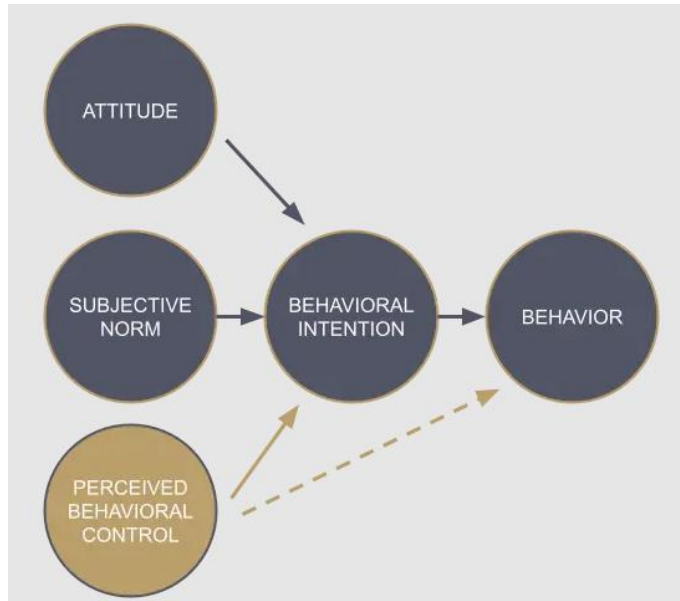 ATTITUDE
SUBJECTIVE
NORM
BEHAVIORAL
INTENTION
BEHAVIOR
PERCEIVED
BEHAVIORAL
CONTROL